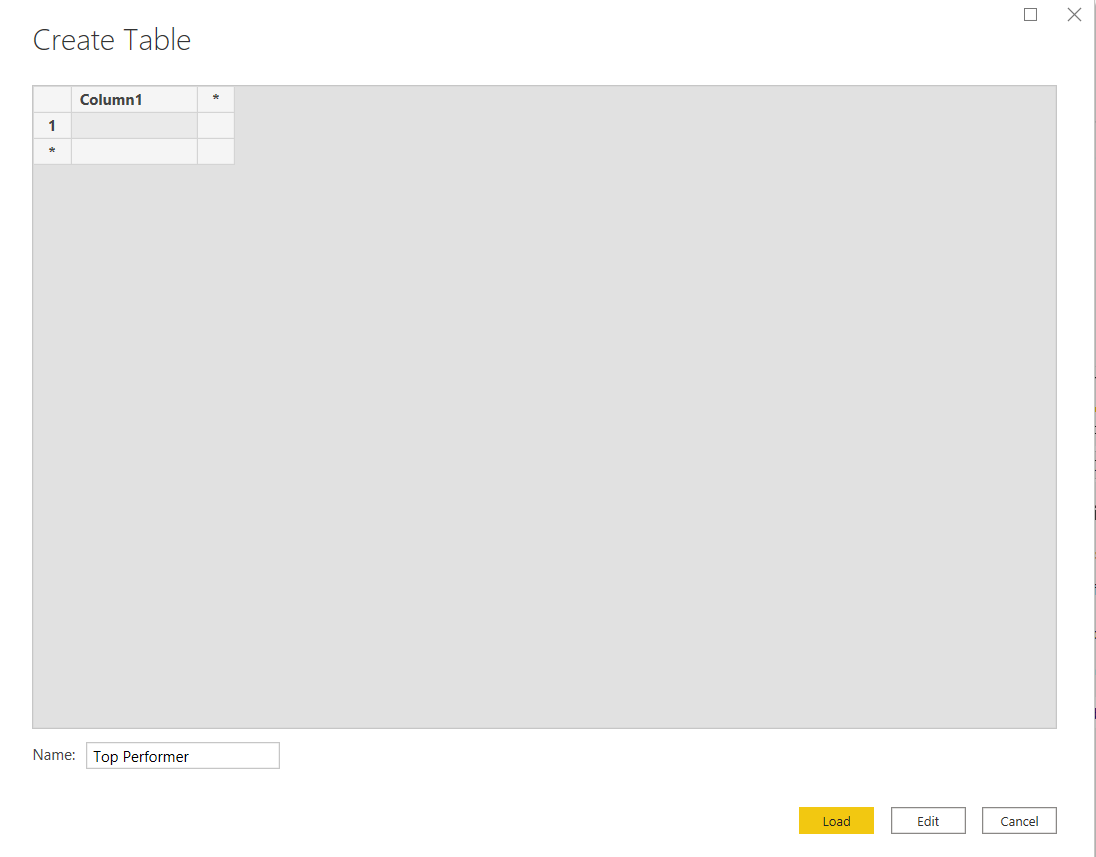 Create Table
Column1 *
1
*
Name: Top Performer
Load Edit Cancel